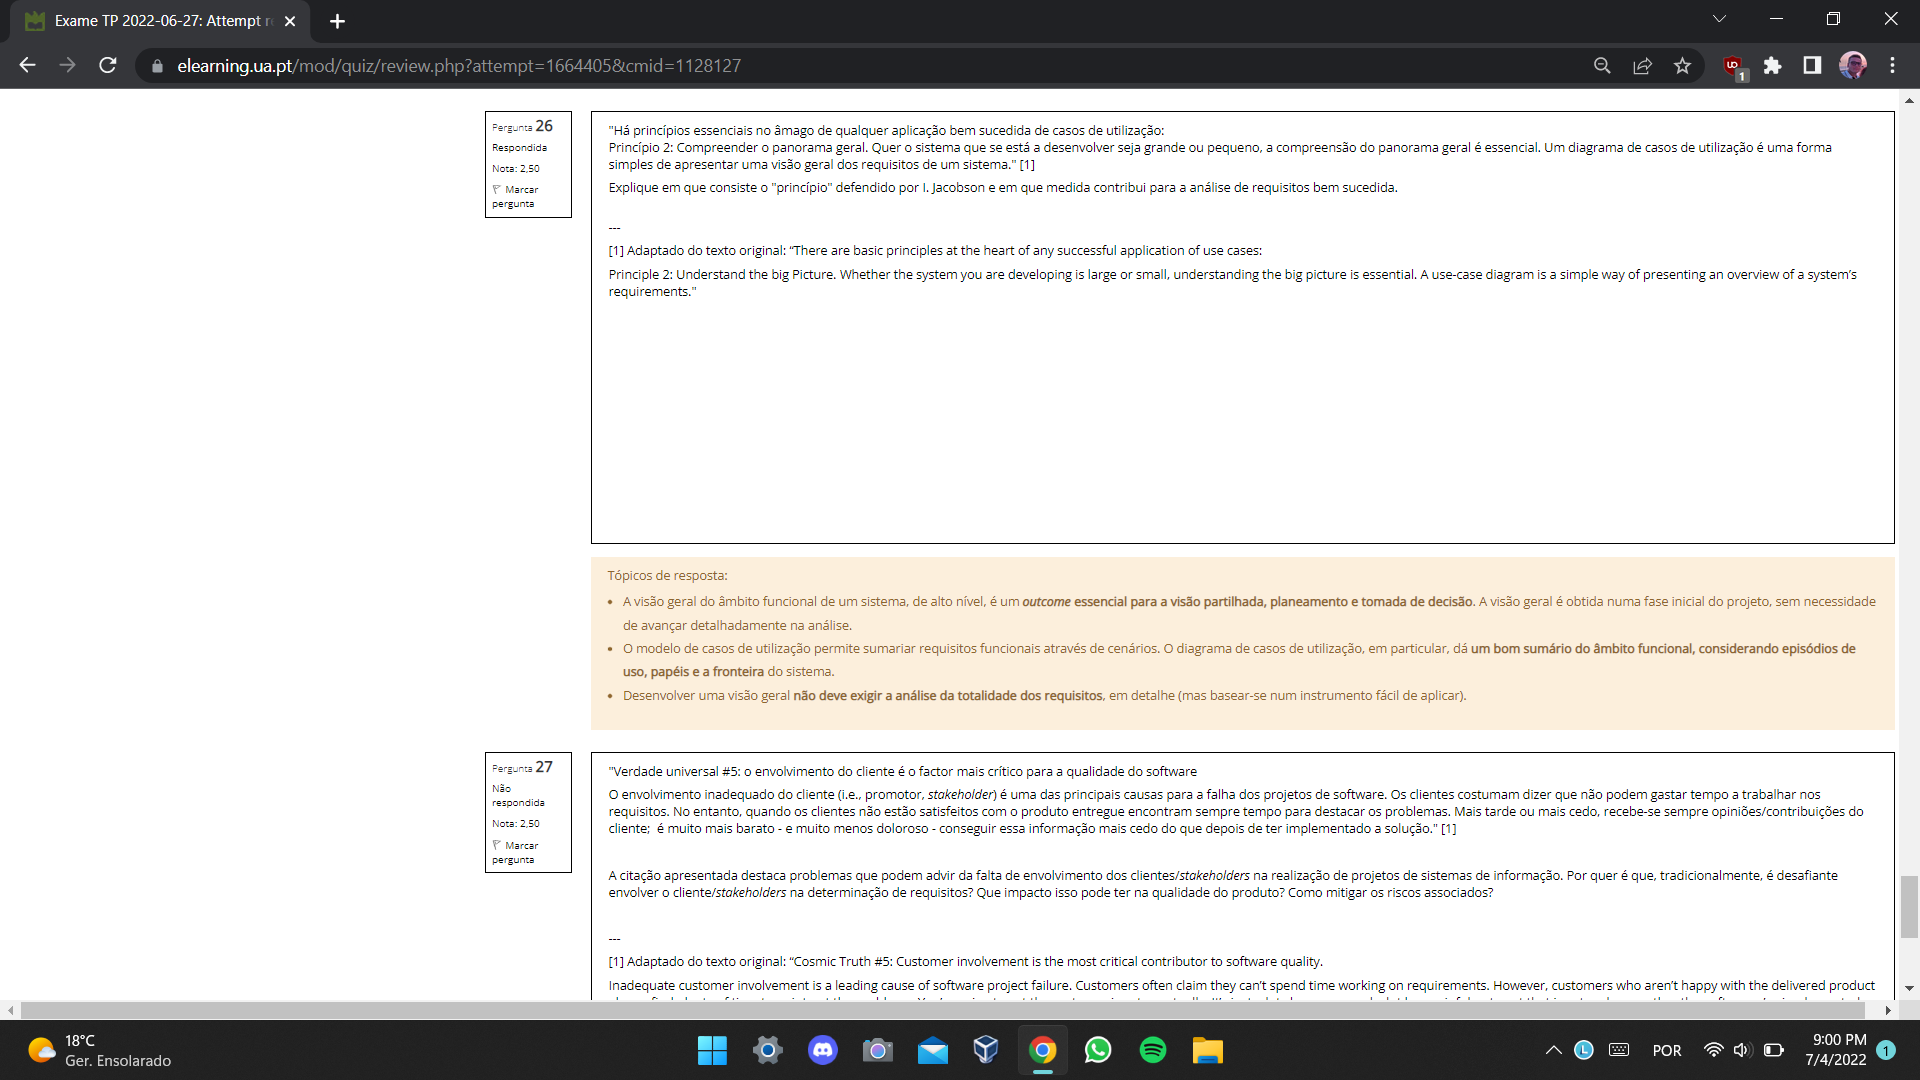 Exame TP 2022-06-27: Attempt r
elearning.ua.pt/mod/quiz/review.php?attempt=1664405&cmid=1128127
1
Pergunta 26
Respondida
Nota: 2,50
Marcar
pergunta
"Há princípios essenciais no âmago de qualquer aplicação bem sucedida de casos de utilização:
Princípio 2: Compreender o panorama geral. Quer o sistema que se está a desenvolver seja grande ou pequeno, a compreensão do panorama geral é essencial. Um diagrama de casos de utilização é uma forma
simples de apresentar uma visão geral dos requisitos de um sistema." [1]
Explique em que consiste o "princípio" defendido por I. Jacobson e em que medida contribui para a análise de requisitos bem sucedida.
---
[1] Adaptado do texto original: “There are basic principles at the heart of any successful application of use cases:
Principle 2: Understand the big Picture. Whether the system you are developing is large or small, understanding the big picture is essential. A use-case diagram is a simple way of presenting an overview of a system’s
requirements."
Tópicos de resposta:
• A visão geral do âmbito funcional de um sistema, de alto nível, é um outcome essencial para a visão partilhada, planeamento e tomada de decisão. A visão geral é obtida numa fase inicial do projeto, sem necessidade
de avançar detalhadamente na análise.
• O modelo de casos de utilização permite sumariar requisitos funcionais através de cenários. O diagrama de casos de utilização, em particular, dá um bom sumário do âmbito funcional, considerando episódios de
uso, papéis e a fronteira do sistema.
• Desenvolver uma visão geral não deve exigir a análise da totalidade dos requisitos, em detalhe (mas basear-se num instrumento fácil de aplicar).
Pergunta 27
Não
respondida
Nota: 2,50
Marcar
pergunta
"Verdade universal #5: o envolvimento do cliente é o factor mais crítico para a qualidade do software
O envolvimento inadequado do cliente (i.e., promotor, stakeholder) é uma das principais causas para a falha dos projetos de software. Os clientes costumam dizer que não podem gastar tempo a trabalhar nos
requisitos. No entanto, quando os clientes não estão satisfeitos com o produto entregue encontram sempre tempo para destacar os problemas. Mais tarde ou mais cedo, recebe-se sempre opiniões/contribuições do
cliente; é muito mais barato - e muito menos doloroso - conseguir essa informação mais cedo do que depois de ter implementado a solução." [1]
A citação apresentada destaca problemas que podem advir da falta de envolvimento dos clientes/stakeholders na realização de projetos de sistemas de informação. Por quer é que, tradicionalmente, é desafiante
envolver o cliente/stakeholders na determinação de requisitos? Que impacto isso pode ter na qualidade do produto? Como mitigar os riscos associados?
---
[1] Adaptado do texto original: “Cosmic Truth #5: Customer involvement is the most critical contributor to software quality.
Inadequate customer involvement is a leading cause of software project failure. Customers often claim they can’t spend time working on requirements. However, customers who aren’t happy with the delivered product
18°C
Ger. Ensolarado
L
POR
9:00 PM
7/4/2022
1